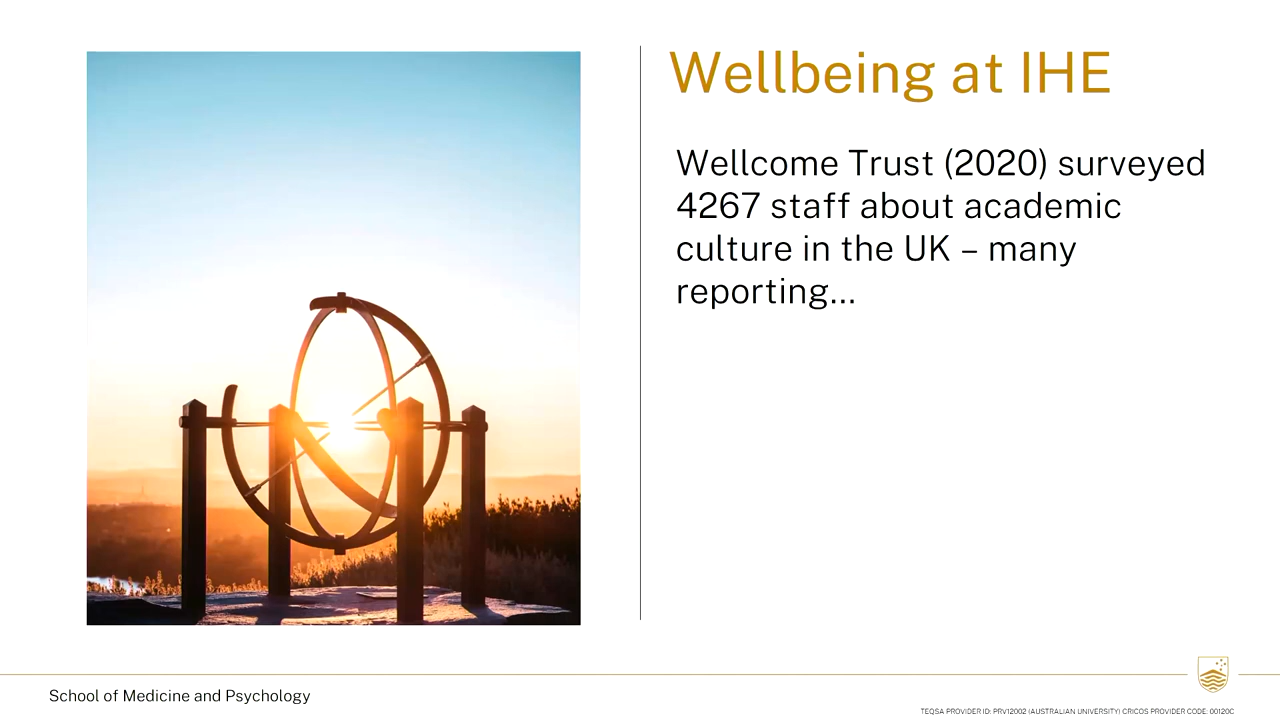 Wellbeing at IHE
Wellcome Trust (2020) surveyed
4267 staff about academic
culture in the UK – many
reporting...
School of Medicine and Psychology
TEQSA PROVIDER ID: PRV12002 (AUSTRALIAN UNIVERSITY) CRICOS PROVIDER CODE: 00120C